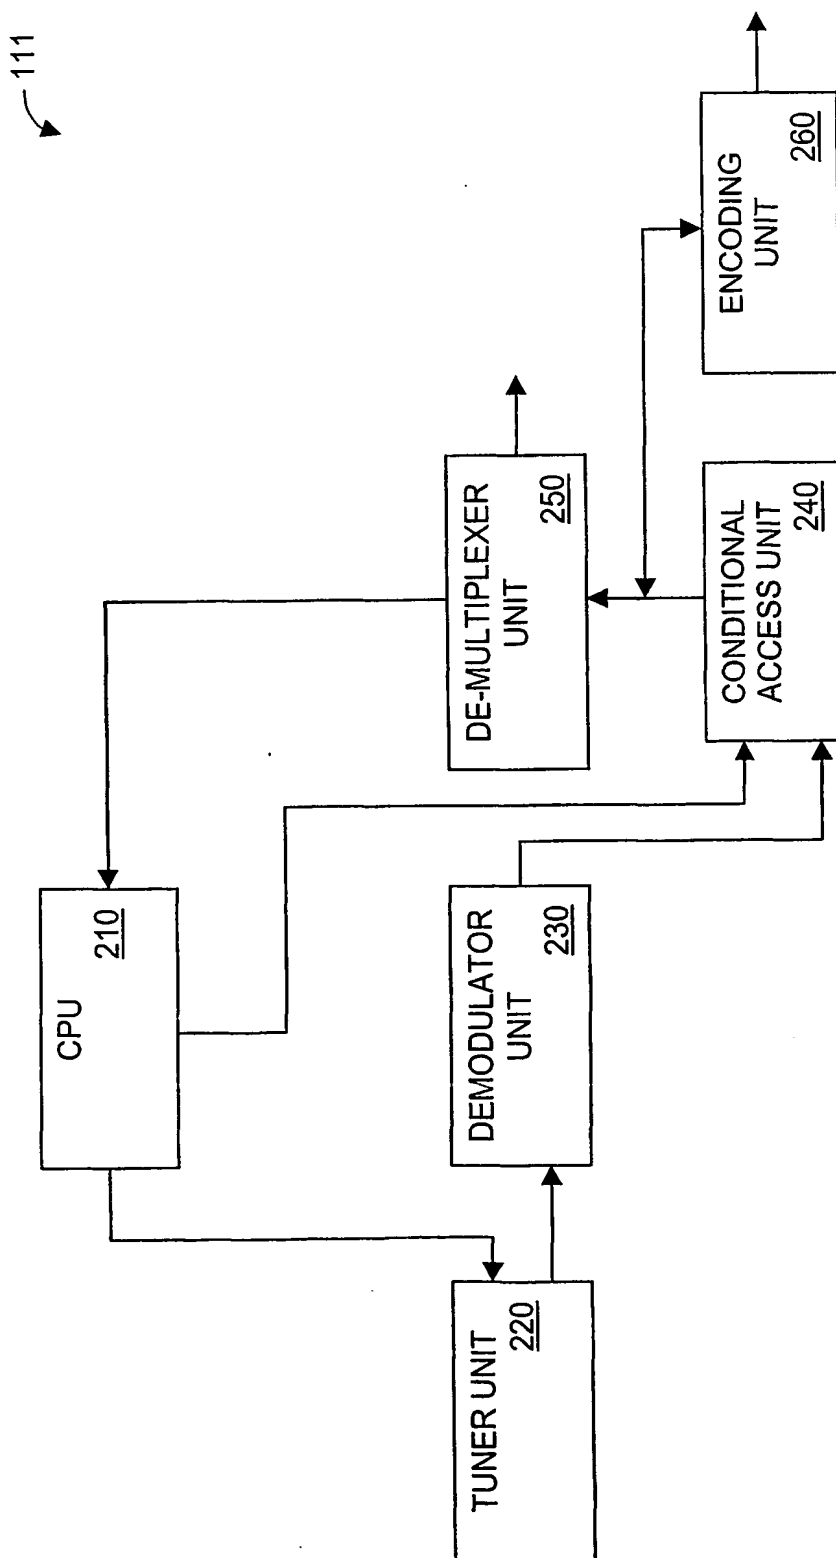 111
CPU
210
TUNER UNIT
220
DEMODULATOR
UNIT
230
DE-MULTIPLEXER
UNIT
250
CONDITIONAL
ACCESS UNIT
240
ENCODING
UNIT
260